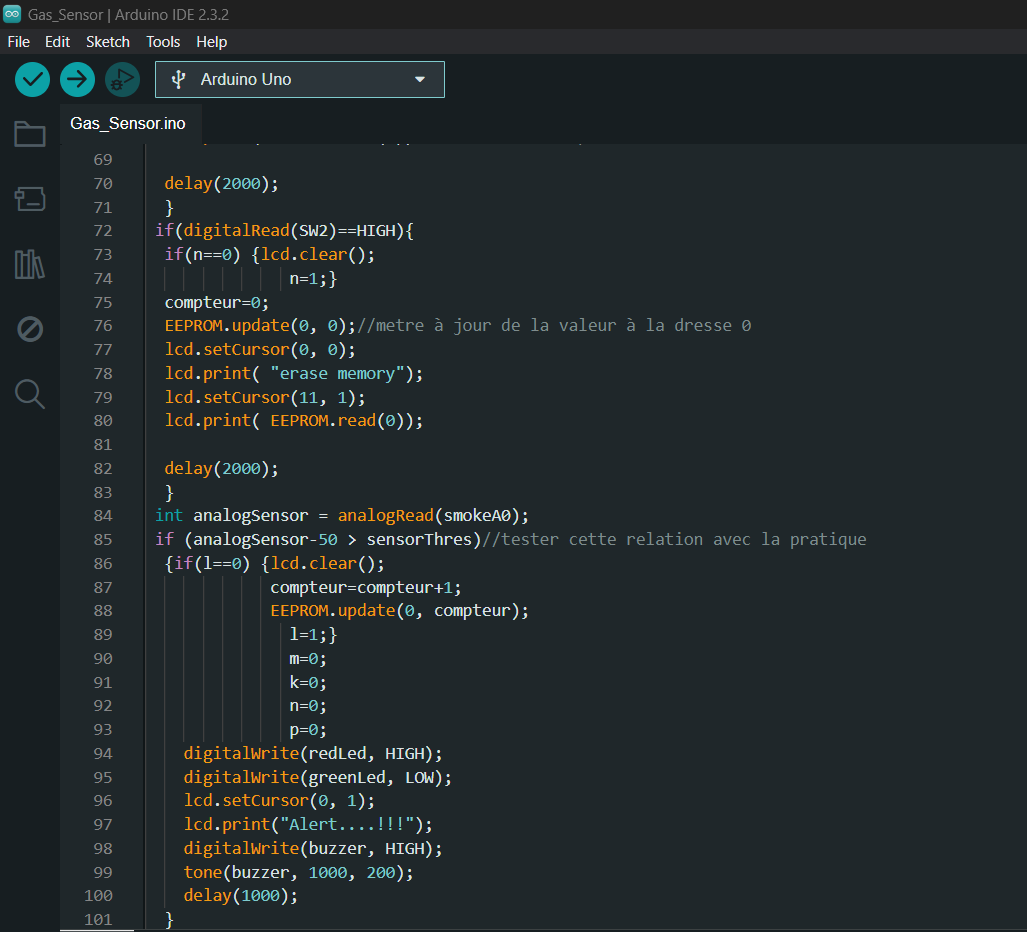 Gas_Sensor | Arduino IDE 2.3.2
File Edit Sketch Tools Help
Arduino Uno
Gas_Sensor.ino
69
70 delay(2000);
71 }
72 if(digitalRead(SW2)==HIGH){
73 if(n==0) {lcd.clear();
74 n=1;}
75 compteur=0;
76 EEPROM.update(0, 0);//metre à jour de la valeur à la dresse 0
77 lcd.setCursor(0, 0);
78 lcd.print( "erase memory");
79 lcd.setCursor(11, 1);
80 lcd.print( EEPROM.read(0));
81
82 delay(2000);
83 }
84 int analogSensor = analogRead(smokeA0);
85 if (analogSensor-50 > sensorThres)//tester cette relation avec la pratique
86 {if(l==0) {lcd.clear();
87 compteur=compteur+1;
88 EEPROM.update(0, compteur);
89 l=1;}
90 m=0;
91 k=0;
92 n=0;
93 p=0;
94 digitalWrite(redLed, HIGH);
95 digitalWrite(greenLed, LOW);
96 lcd.setCursor(0, 1);
97 lcd.print("Alert....!!!");
98 digitalWrite(buzzer, HIGH);
99 tone(buzzer, 1000, 200);
100 delay(1000);
101 }